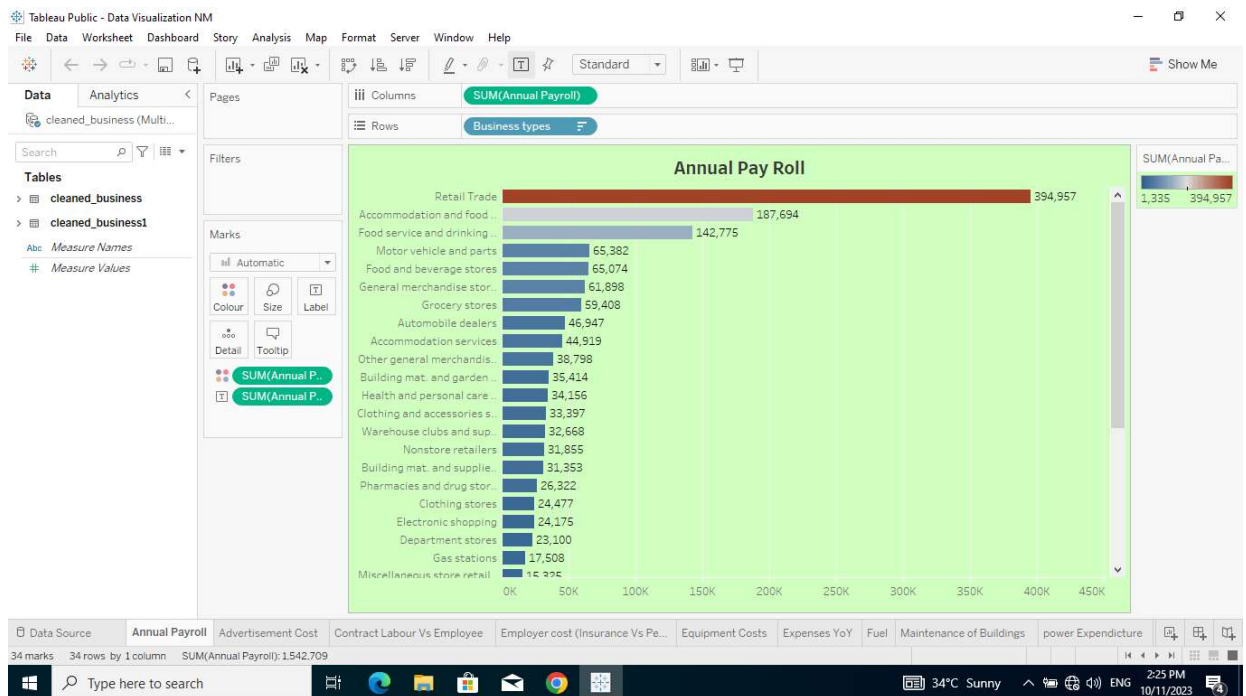 Tableau Public - Data Visualization NM
File Data Worksheet Dashboard Story Analysis Map Format Server Window Help
Standard
Show Me
Data Analytics
cleaned_business (Multi...
Search
Tables
cleaned_business
cleaned_business1
Abc Measure Names
# Measure Values
Pages
Filters
Marks
Automatic
Colour Size Label
Detail Tooltip
SUM(Annual P..
T SUM(Annual P..
iii Columns SUM(Annual Payroll)
Rows Business types
Annual Pay Roll
Retail Trade 394,957
Accommodation and food .. 187,694
Food service and drinking .. 142,775
Motor vehicle and parts 65,382
Food and beverage stores 65,074
General merchandise stor.. 61,898
Grocery stores 59,408
Automobile dealers 46,947
Accommodation services 44,919
Other general merchandis.. 38,798
Building mat. and garden .. 35,414
Health and personal care .. 34,156
Clothing and accessories s.. 33,397
Warehouse clubs and sup.. 32,668
Nonstore retailers 31,855
Building mat. and supplie.. 31,353
Pharmacies and drug stor.. 26,322
Clothing stores 24,477
Electronic shopping 24,175
Department stores 23,100
Gas stations 17,508
Miscellaneous store retail.. 15,325
0K 50K 100K 150K 200K 250K 300K 350K 400K 450K
SUM(Annual Pa...
1,335 394,957
Data Source Annual Payroll Advertisement Cost Contract Labour Vs Employee Employer cost (Insurance Vs Pe... Equipment Costs Expenses YoY Fuel Maintenance of Buildings power Expendicture
34 marks 34 rows by 1 column SUM(Annual Payroll): 1,542,709
Type here to search
34°C Sunny ENG 2:25 PM
10/11/2023 4